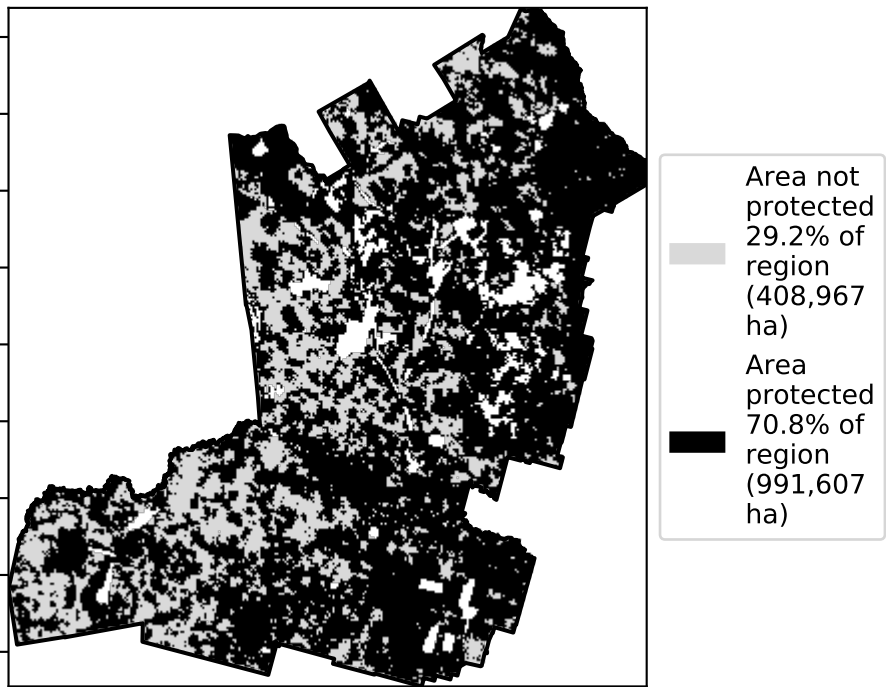 Area not
protected
29.2% of
region
(408,967
ha)
Area
protected
70.8% of
region
(991,607
ha)